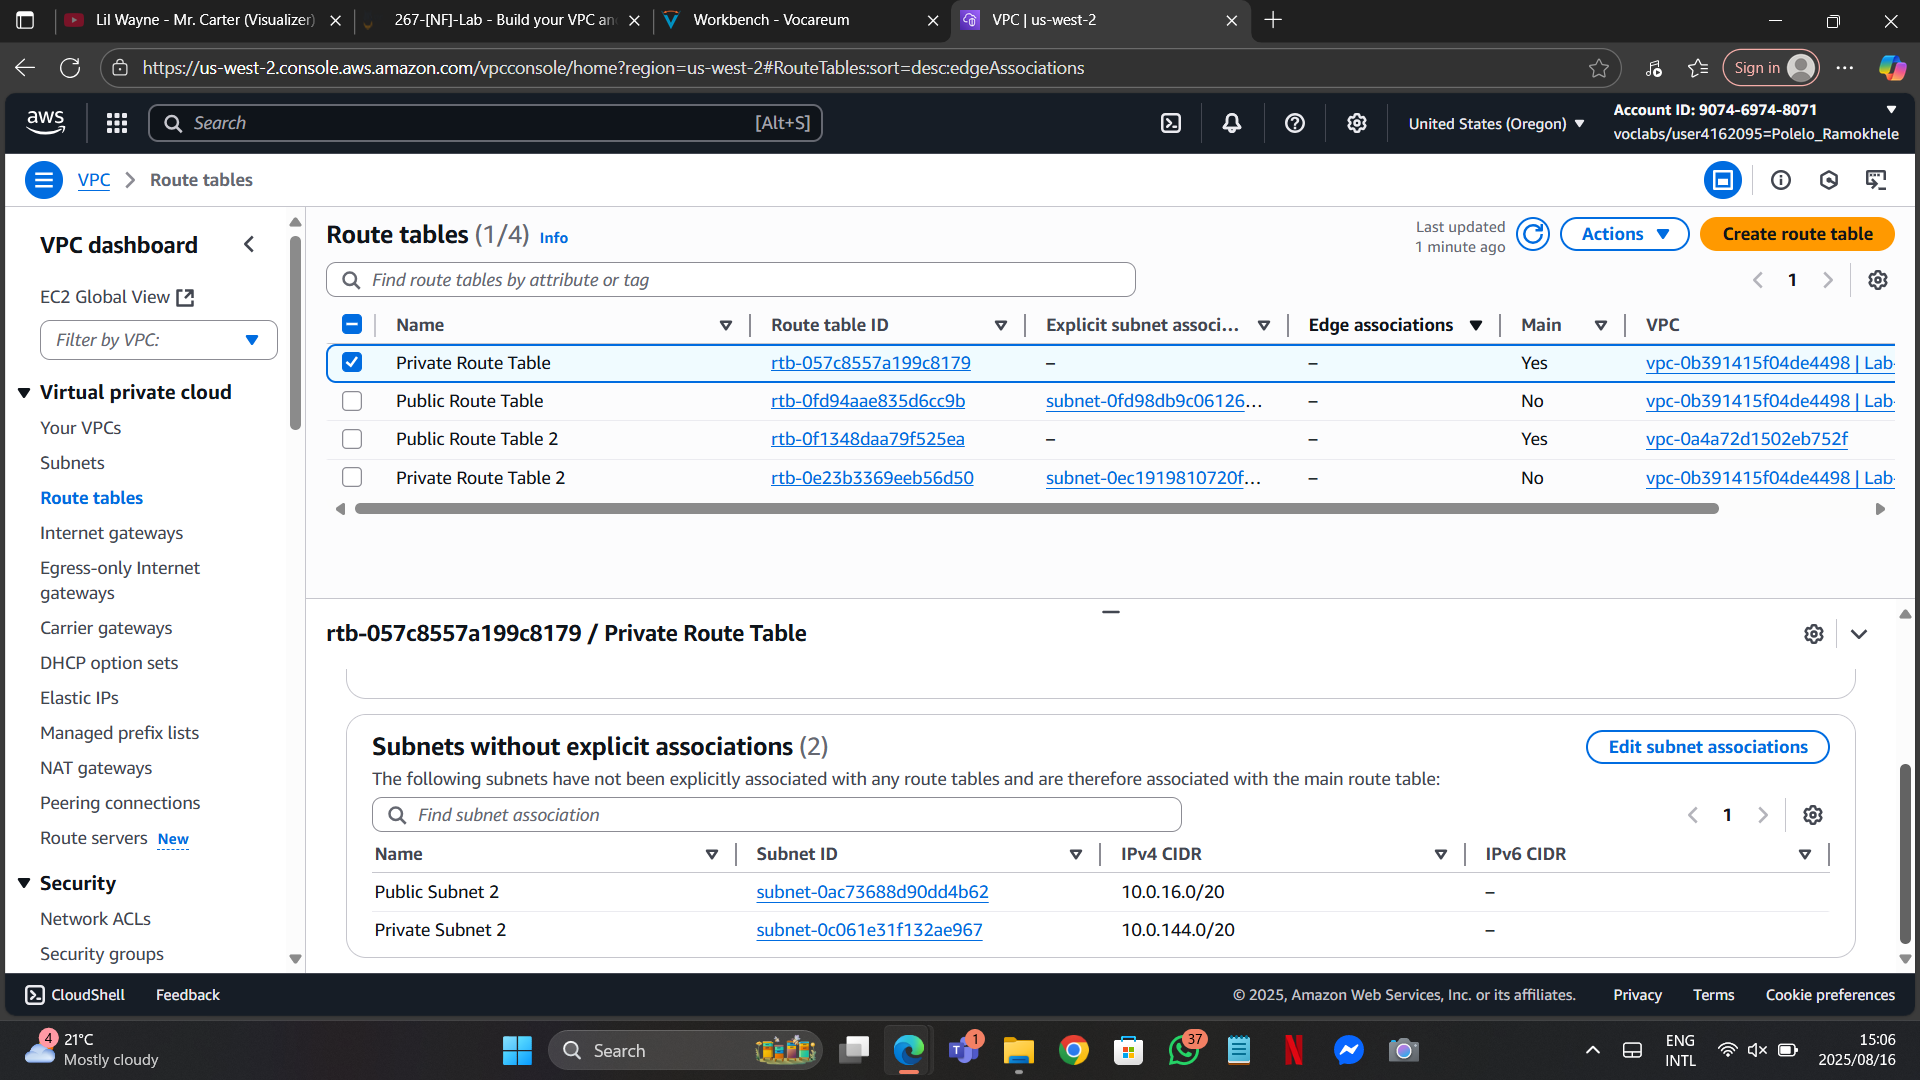 Lil Wayne - Mr. Carter (Visualizer)
267-[NF]-Lab - Build your VPC an
Workbench - Vocareum
VPC | us-west-2
https://us-west-2.console.aws.amazon.com/vpcconsole/home?region=us-west-2#RouteTables:sort=desc:edgeAssociations
Sign in
aws
Search
[Alt+S]
United States (Oregon)
Account ID: 9074-6974-8071
voclabs/user4162095=Polelo_Ramokhele
VPC
Route tables
VPC dashboard
EC2 Global View
Filter by VPC:
Virtual private cloud
Your VPCs
Subnets
Route tables
Internet gateways
Egress-only Internet
gateways
Carrier gateways
DHCP option sets
Elastic IPs
Managed prefix lists
NAT gateways
Peering connections
Route servers New
Security
Network ACLs
Security groups
Route tables (1/4) Info
Last updated
1 minute ago
Actions
Create route table
Find route tables by attribute or tag
1
Name Route table ID Explicit subnet associ... Edge associations Main VPC
Private Route Table rtb-057c8557a199c8179 – – Yes vpc-0b391415f04de4498 | Lab-
Public Route Table rtb-0fd94aae835d6cc9b subnet-0fd98db9c06126... – No vpc-0b391415f04de4498 | Lab-
Public Route Table 2 rtb-0f1348daa79f525ea – – Yes vpc-0a4a72d1502eb752f
Private Route Table 2 rtb-0e23b3369eeb56d50 subnet-0ec1919810720f... – No vpc-0b391415f04de4498 | Lab-
rtb-057c8557a199c8179 / Private Route Table
Subnets without explicit associations (2)
Edit subnet associations
The following subnets have not been explicitly associated with any route tables and are therefore associated with the main route table:
Find subnet association
1
Name Subnet ID IPv4 CIDR IPv6 CIDR
Public Subnet 2 subnet-0ac73688d90dd4b62 10.0.16.0/20 –
Private Subnet 2 subnet-0c061e31f132ae967 10.0.144.0/20 –
CloudShell
Feedback
© 2025, Amazon Web Services, Inc. or its affiliates.
Privacy
Terms
Cookie preferences
4
21°C
Mostly cloudy
Search
1
37
ENG
INTL
15:06
2025/08/16